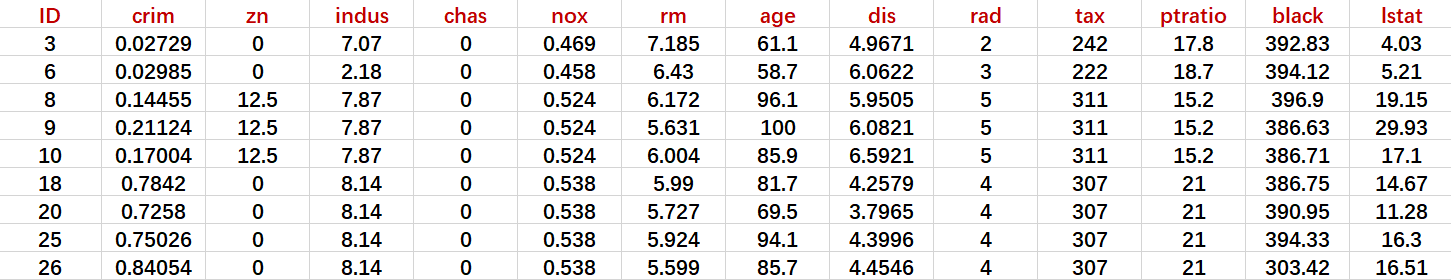 ID crim zn indus chas nox rm age dis rad tax ptratio black lstat
3 0.02729 0 7.07 0 0.469 7.185 61.1 4.9671 2 242 17.8 392.83 4.03
6 0.02985 0 2.18 0 0.458 6.43 58.7 6.0622 3 222 18.7 394.12 5.21
8 0.14455 12.5 7.87 0 0.524 6.172 96.1 5.9505 5 311 15.2 396.9 19.15
9 0.21124 12.5 7.87 0 0.524 5.631 100 6.0821 5 311 15.2 386.63 29.93
10 0.17004 12.5 7.87 0 0.524 6.004 85.9 6.5921 5 311 15.2 386.71 17.1
18 0.7842 0 8.14 0 0.538 5.99 81.7 4.2579 4 307 21 386.75 14.67
20 0.7258 0 8.14 0 0.538 5.727 69.5 3.7965 4 307 21 390.95 11.28
25 0.75026 0 8.14 0 0.538 5.924 94.1 4.3996 4 307 21 394.33 16.3
26 0.84054 0 8.14 0 0.538 5.599 85.7 4.4546 4 307 21 303.42 16.51